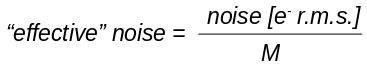 “effective” noise = noise [e- r.m.s.]
M